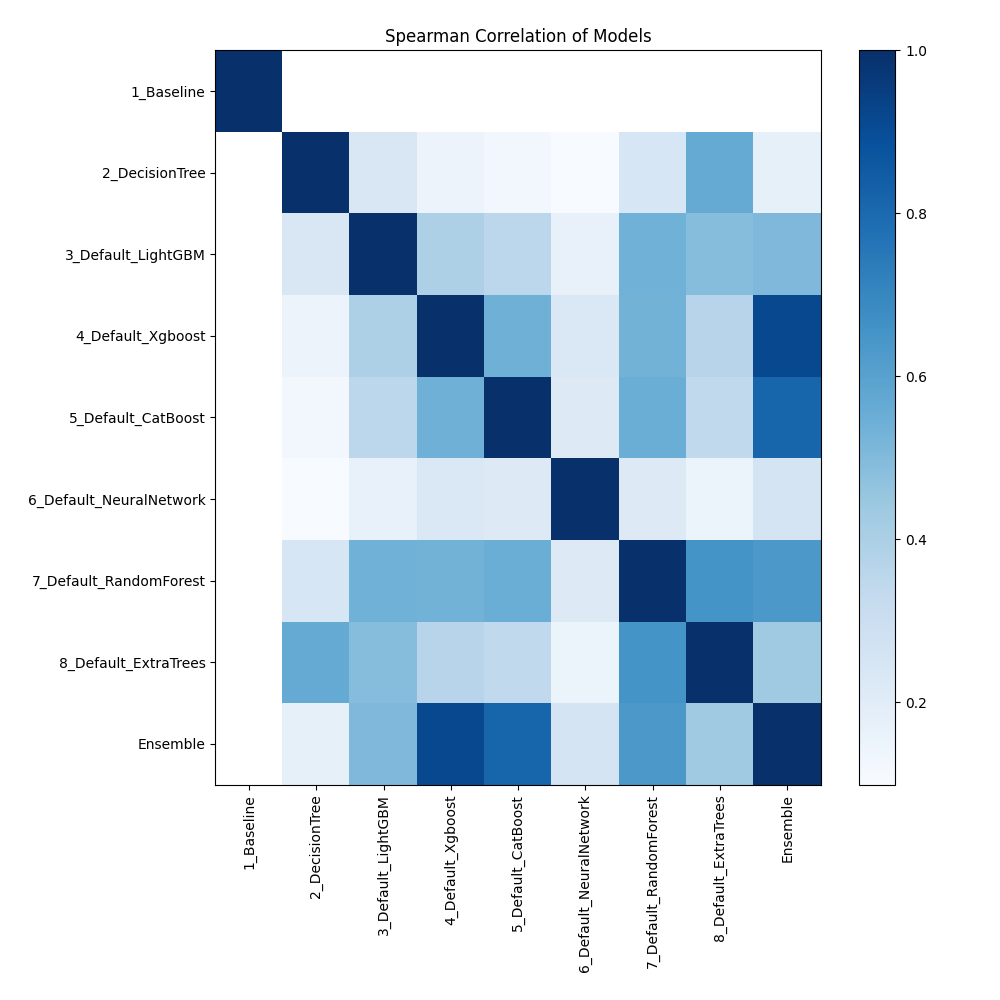 Spearman Correlation of Models
1_Baseline
2_DecisionTree
3_Default_LightGBM
4_Default_Xgboost
5_Default_CatBoost
6_Default_NeuralNetwork
7_Default_RandomForest
8_Default_ExtraTrees
Ensemble
1_Baseline
2_DecisionTree
3_Default_LightGBM
4_Default_Xgboost
5_Default_CatBoost
6_Default_NeuralNetwork
7_Default_RandomForest
8_Default_ExtraTrees
Ensemble
1.0
0.8
0.6
0.4
0.2